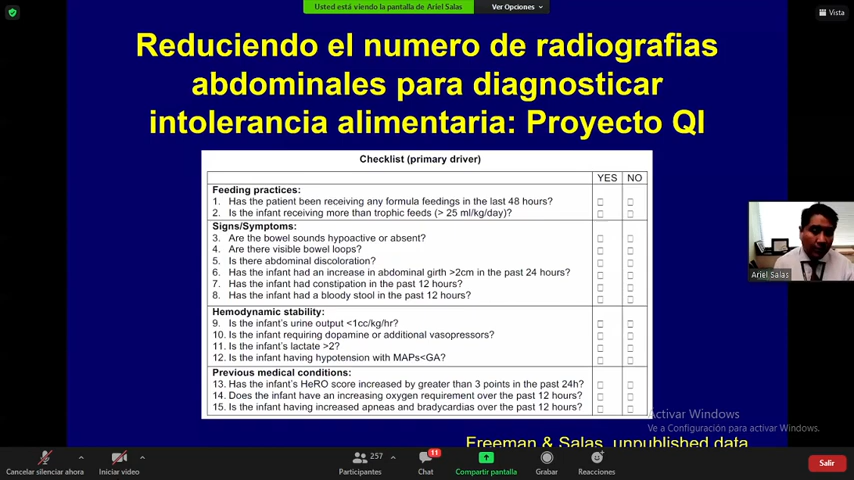 Usted está viendo la pantalla de Ariel Salas
Ver Opciones
Vista
Reduciendo el numero de radiografias
abdominales para diagnosticar
intolerancia alimentaria: Proyecto QI
Checklist (primary driver)
YES NO
Feeding practices:
1. Has the patient been receiving any formula feedings in the last 48 hours?
2. Is the infant receiving more than trophic feeds (> 25 ml/kg/day)?
Signs/Symptoms:
3. Are the bowel sounds hypoactive or absent?
4. Are there visible bowel loops?
5. Is there abdominal discoloration?
6. Has the infant had an increase in abdominal girth >2cm in the past 24 hours?
7. Has the infant had constipation in the past 12 hours?
8. Has the infant had a bloody stool in the past 12 hours?
Hemodynamic stability:
9. Is the infant's urine output <1cc/kg/hr?
10. Is the infant requiring dopamine or additional vasopressors?
11. Is the infant's lactate >2?
12. Is the infant having hypotension with MAPs<GA?
Previous medical conditions:
13. Has the infant's HeRO score increased by greater than 3 points in the past 24h?
14. Does the infant have an increasing oxygen requirement over the past 12 hours?
15. Is the infant having increased apneas and bradycardias over the past 12 hours?
Ariel Salas
Activar Windows
Ve a Configuración para activar Windows.
Freeman & Salas, unpublished data
Cancelar silenciar ahora
Iniciar video
257
Participantes
11
Chat
Compartir pantalla
Grabar
Reacciones
Salir